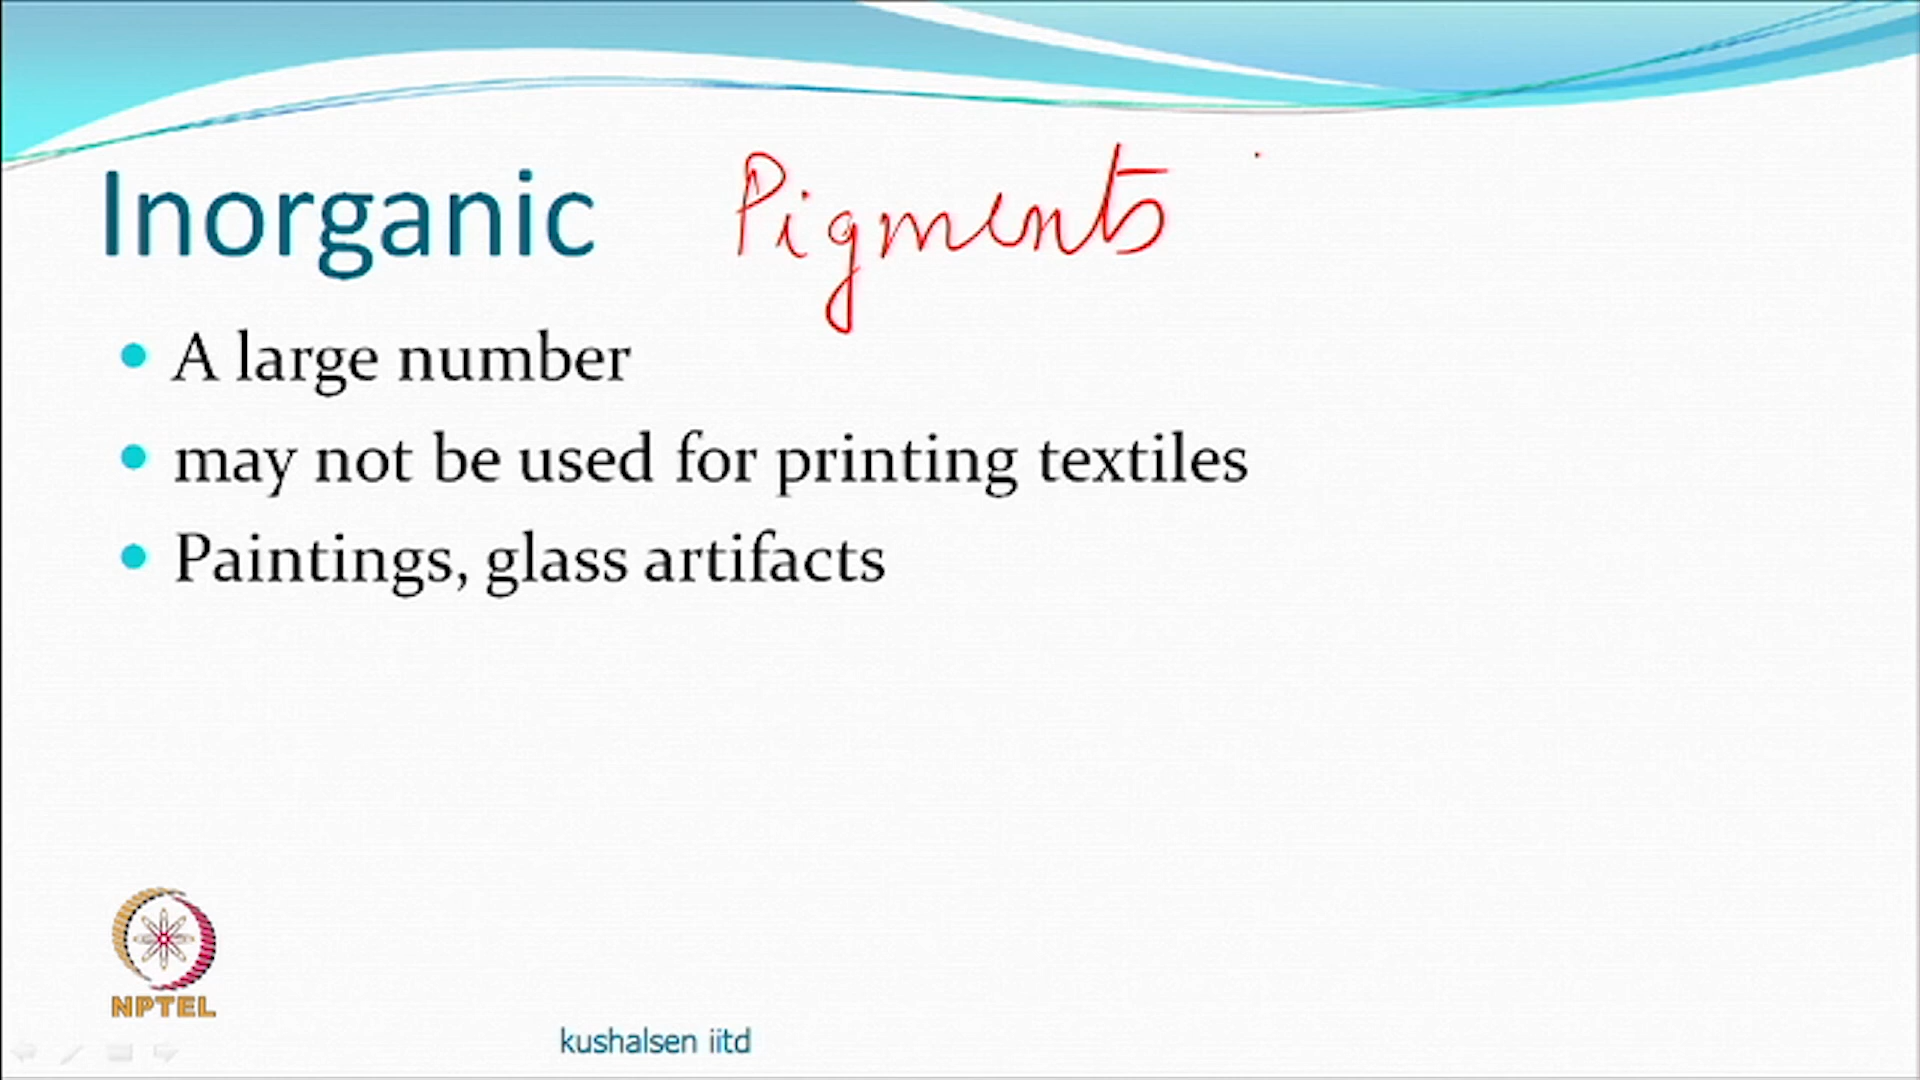 Inorganic Pigments
A large number
may not be used for printing textiles
Paintings, glass artifacts
NPTEL
kushalsen iitd